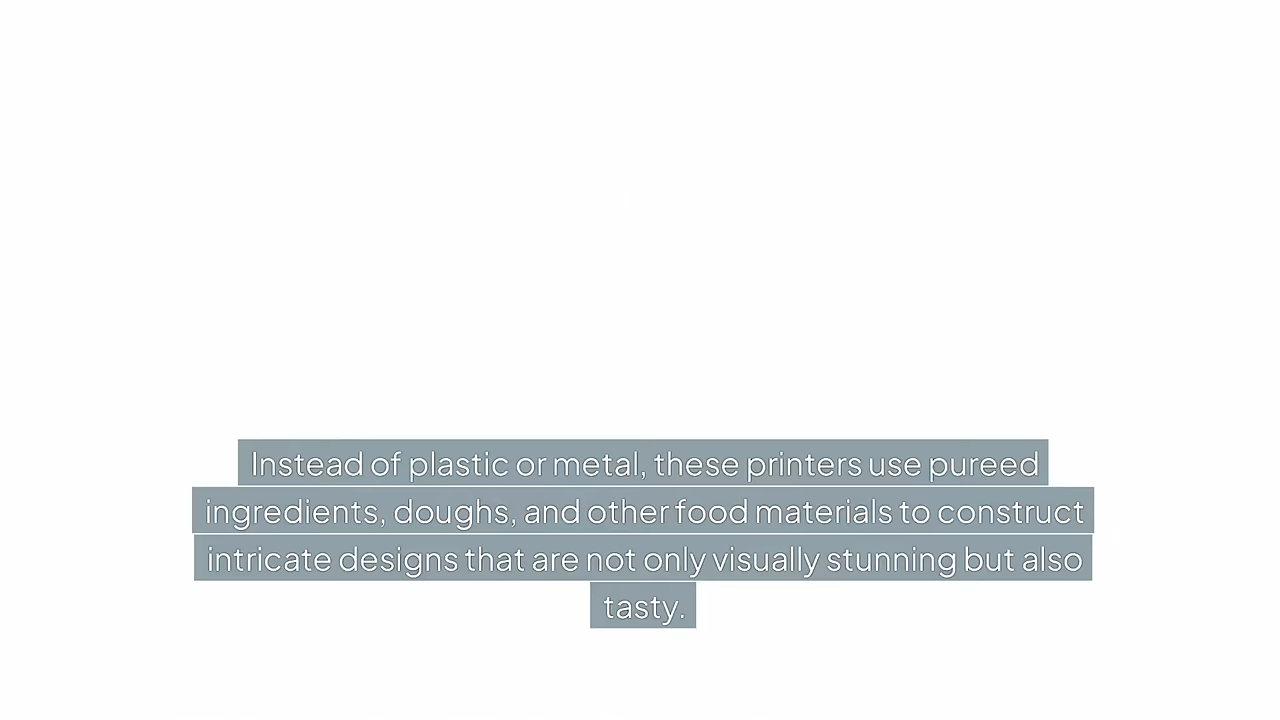 Instead of plastic or metal, these printers use pureed
ingredients, doughs, and other food materials to construct
intricate designs that are not only visually stunning but also
tasty.